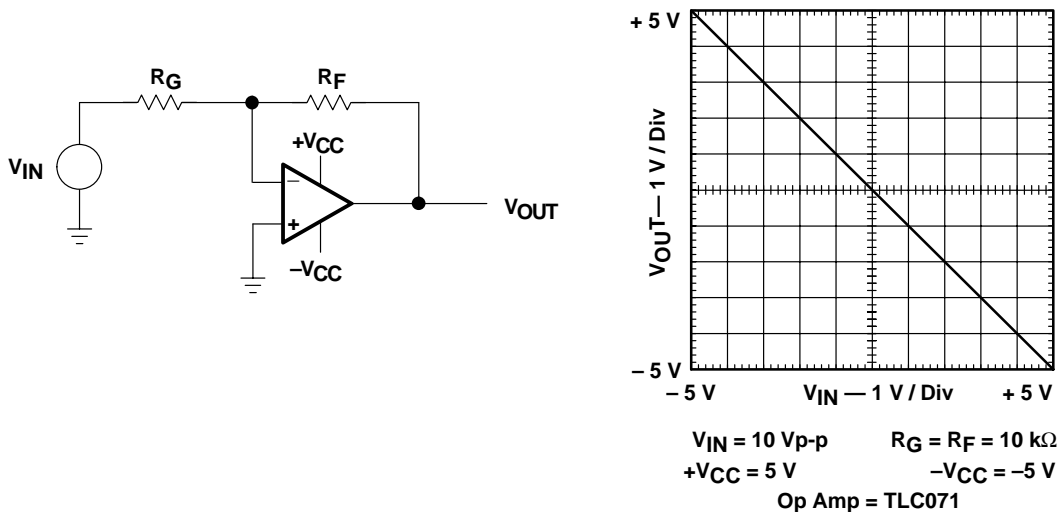 RG
RF
+VCC
VIN
–
+
VOUT
–VCC
+ 5 V
VOUT — 1 V / Div
– 5 V
– 5 V
VIN — 1 V / Div
+ 5 V
VIN = 10 Vp-p
RG = RF = 10 kΩ
+VCC = 5 V
–VCC = –5 V
Op Amp = TLC071